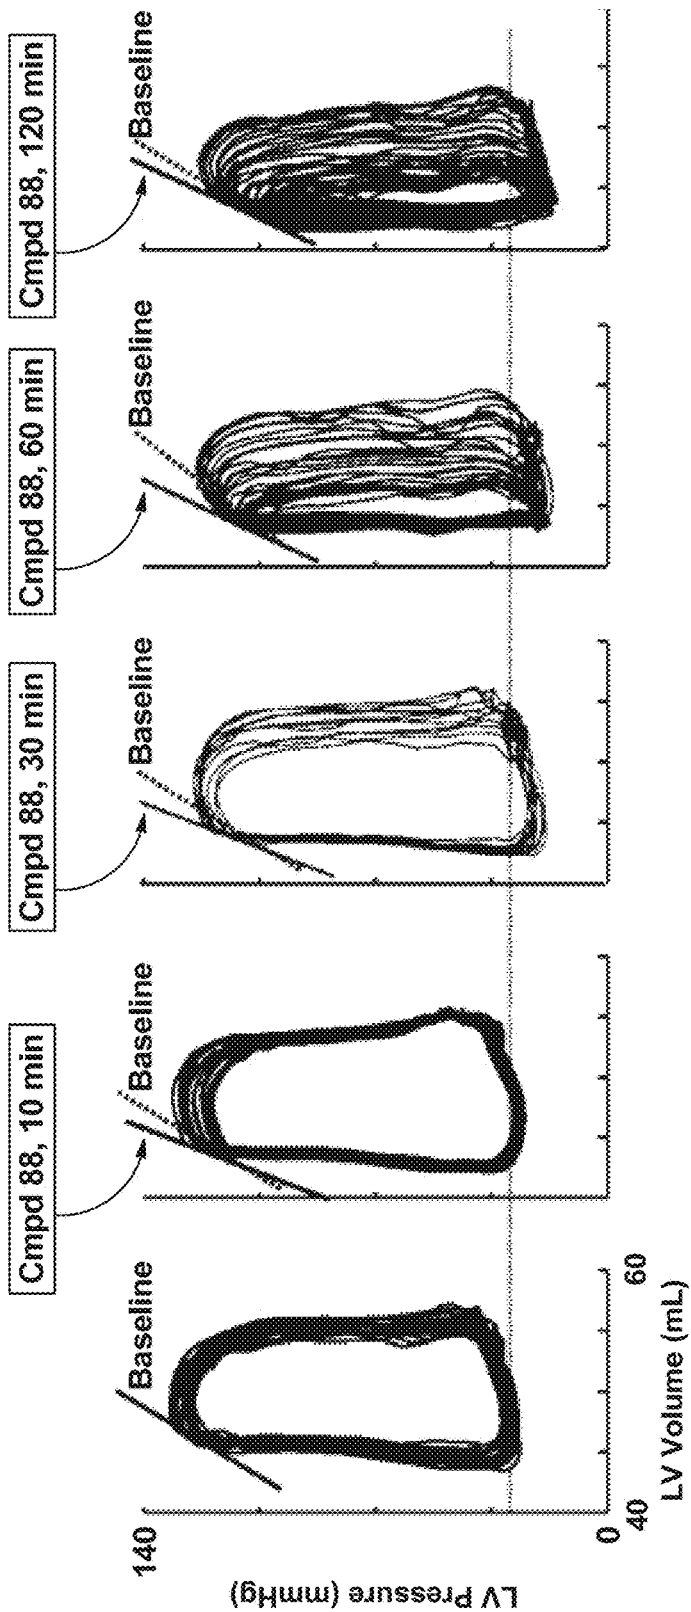 Cmpd 88, 10 min
Cmpd 88, 30 min
Cmpd 88, 60 min
Cmpd 88, 120 min
Baseline
Baseline
Baseline
Baseline
Baseline
140
0
LV Pressure (mmHg)
40
60
LV Volume (mL)